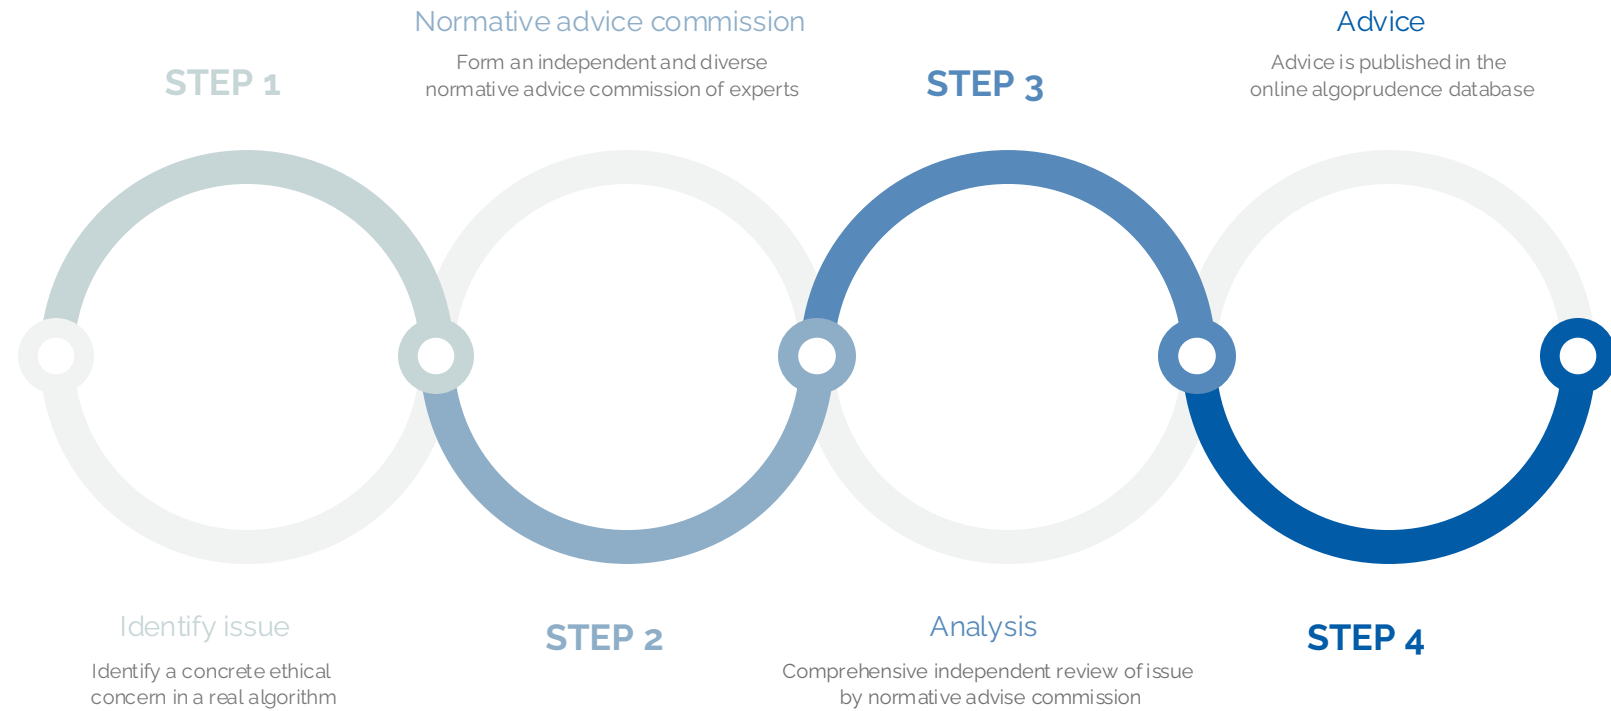 STEP 1
Identify issue
Identify a concrete ethical
concern in a real algorithm
Normative advice commission
Form an independent and diverse
normative advice commission of experts
STEP 2
STEP 3
Analysis
Comprehensive independent review of issue
by normative advise commission
Advice
Advice is published in the
online algoprudence database
STEP 4